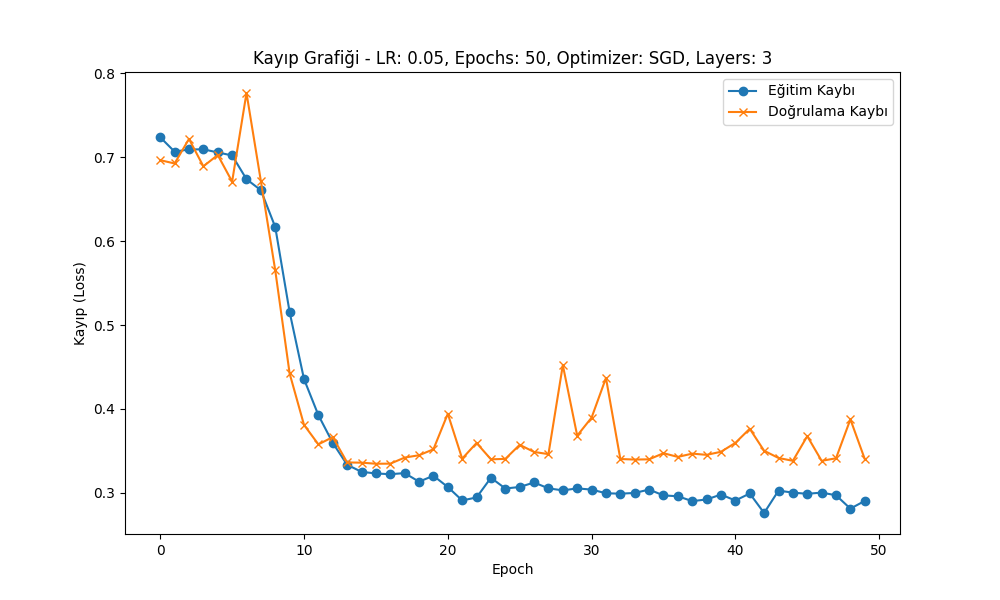 Kayıp Grafiği - LR: 0.05, Epochs: 50, Optimizer: SGD, Layers: 3
Eğitim Kaybı
Doğrulama Kaybı
Kayıp (Loss)
0.8
0.7
0.6
0.5
0.4
0.3
0 10 20 30 40 50
Epoch